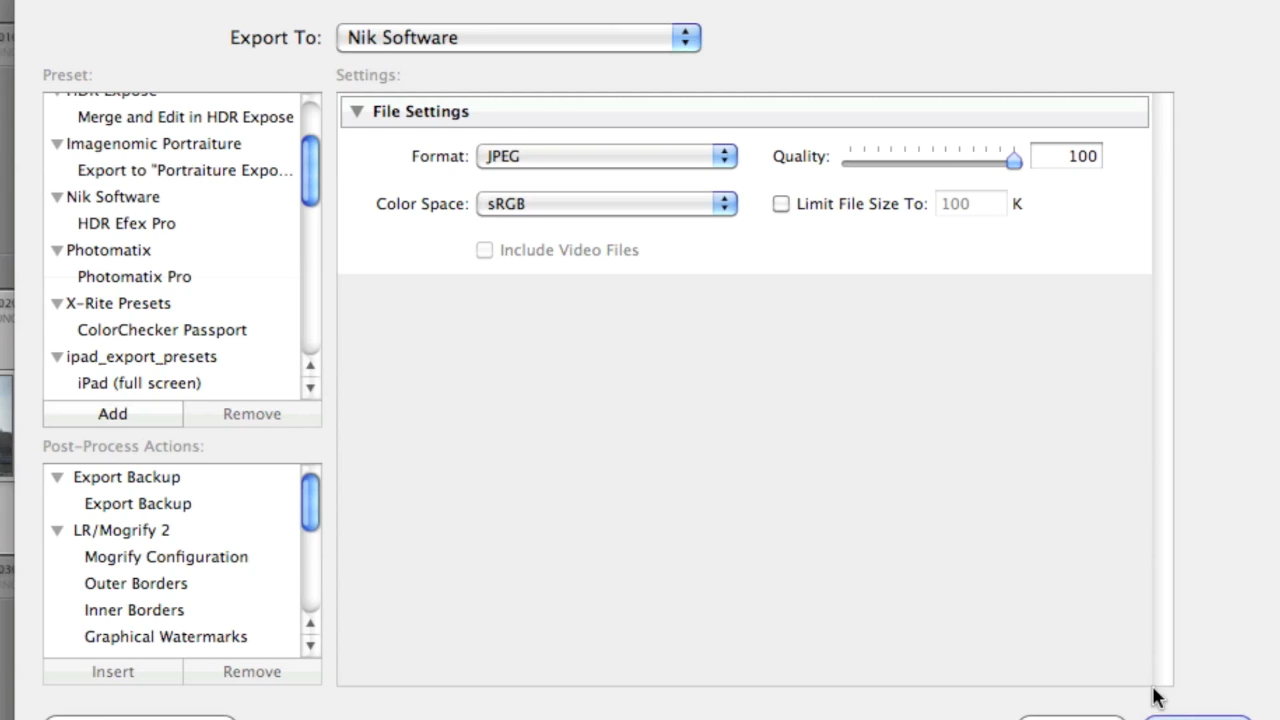 Export To: Nik Software
Preset:
Settings:
HDR Expose
Merge and Edit in HDR Expose
Imagenomic Portraiture
Export to "Portraiture Expo...
Nik Software
HDR Efex Pro
Photomatix
Photomatix Pro
X-Rite Presets
ColorChecker Passport
ipad_export_presets
iPad (full screen)
Add
Remove
File Settings
Format: JPEG
Quality: 100
Color Space: sRGB
Limit File Size To: 100 K
Include Video Files
Post-Process Actions:
Export Backup
Export Backup
LR/Mogrify 2
Mogrify Configuration
Outer Borders
Inner Borders
Graphical Watermarks
Insert
Remove